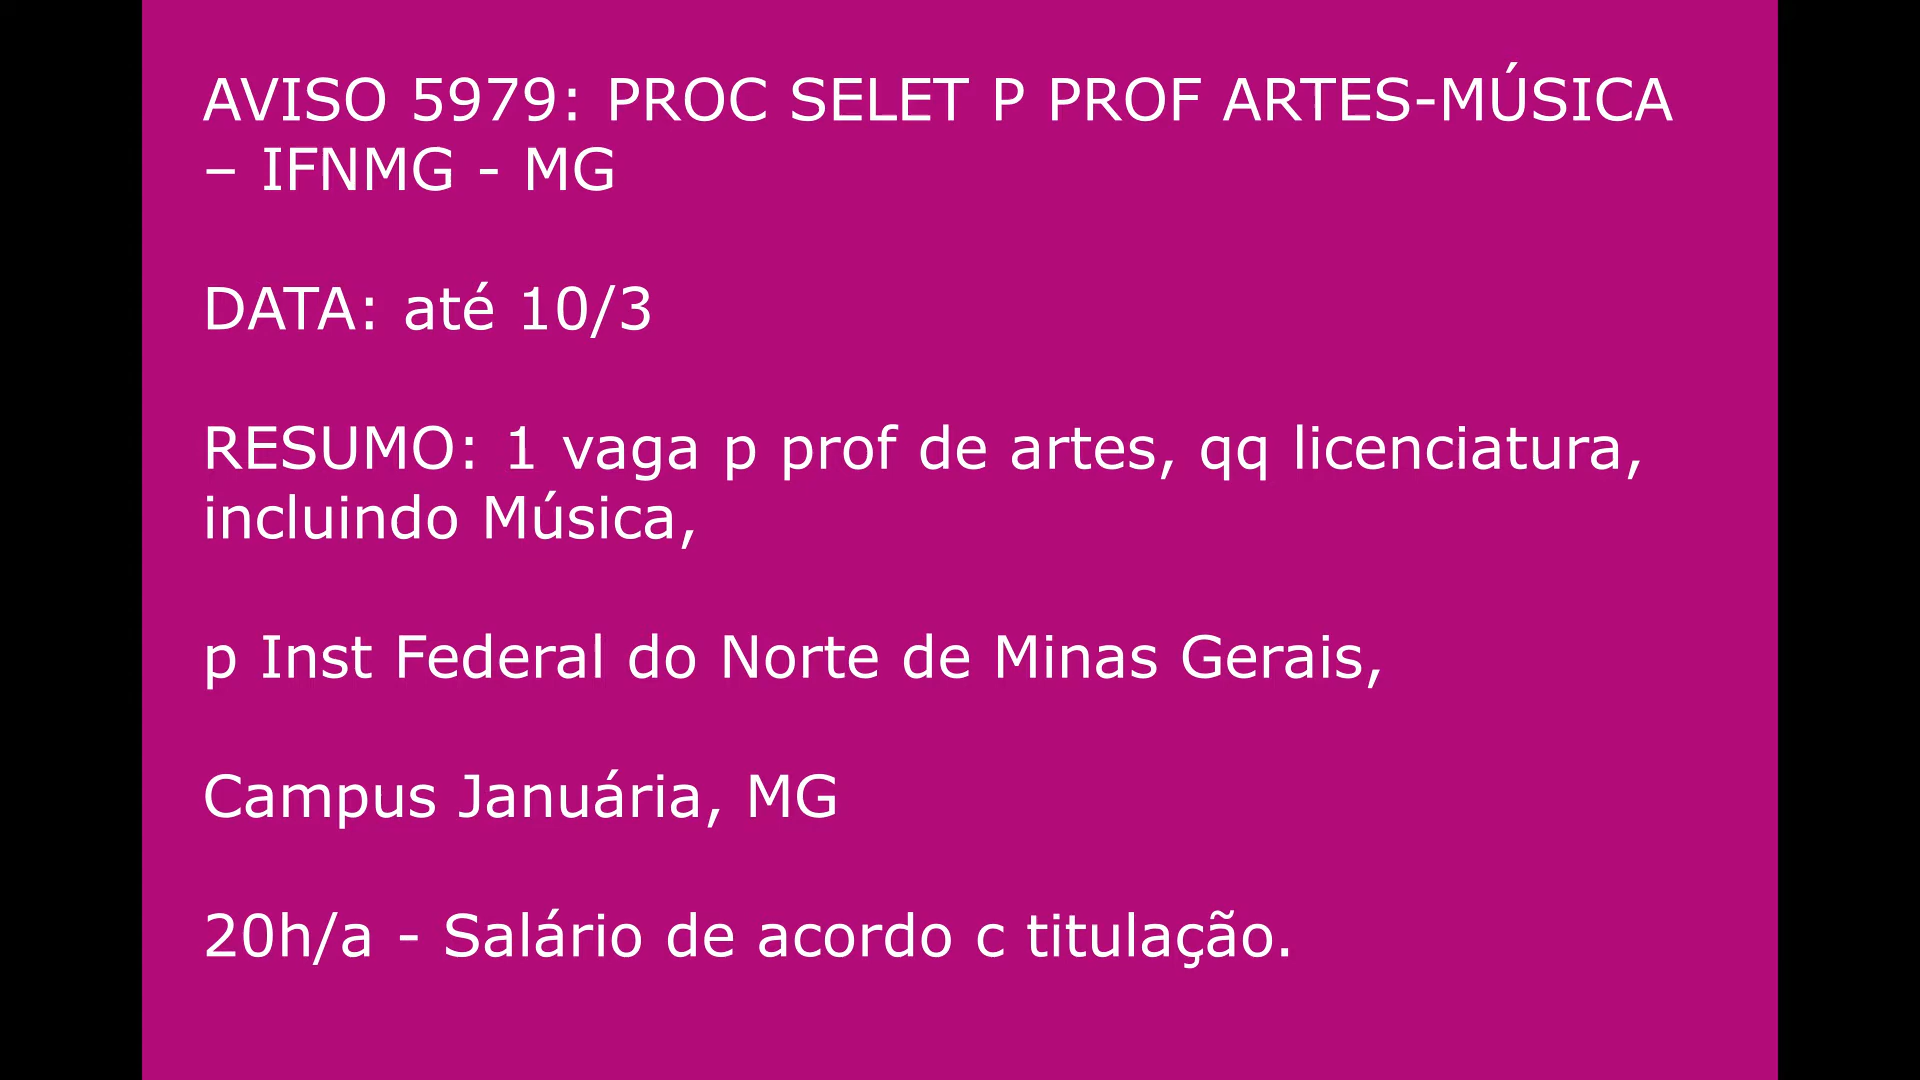 AVISO 5979: PROC SELET P PROF ARTES-MÚSICA
– IFNMG - MG
DATA: até 10/3
RESUMO: 1 vaga p prof de artes, qq licenciatura,
incluindo Música,
p Inst Federal do Norte de Minas Gerais,
Campus Januária, MG
20h/a - Salário de acordo c titulação.